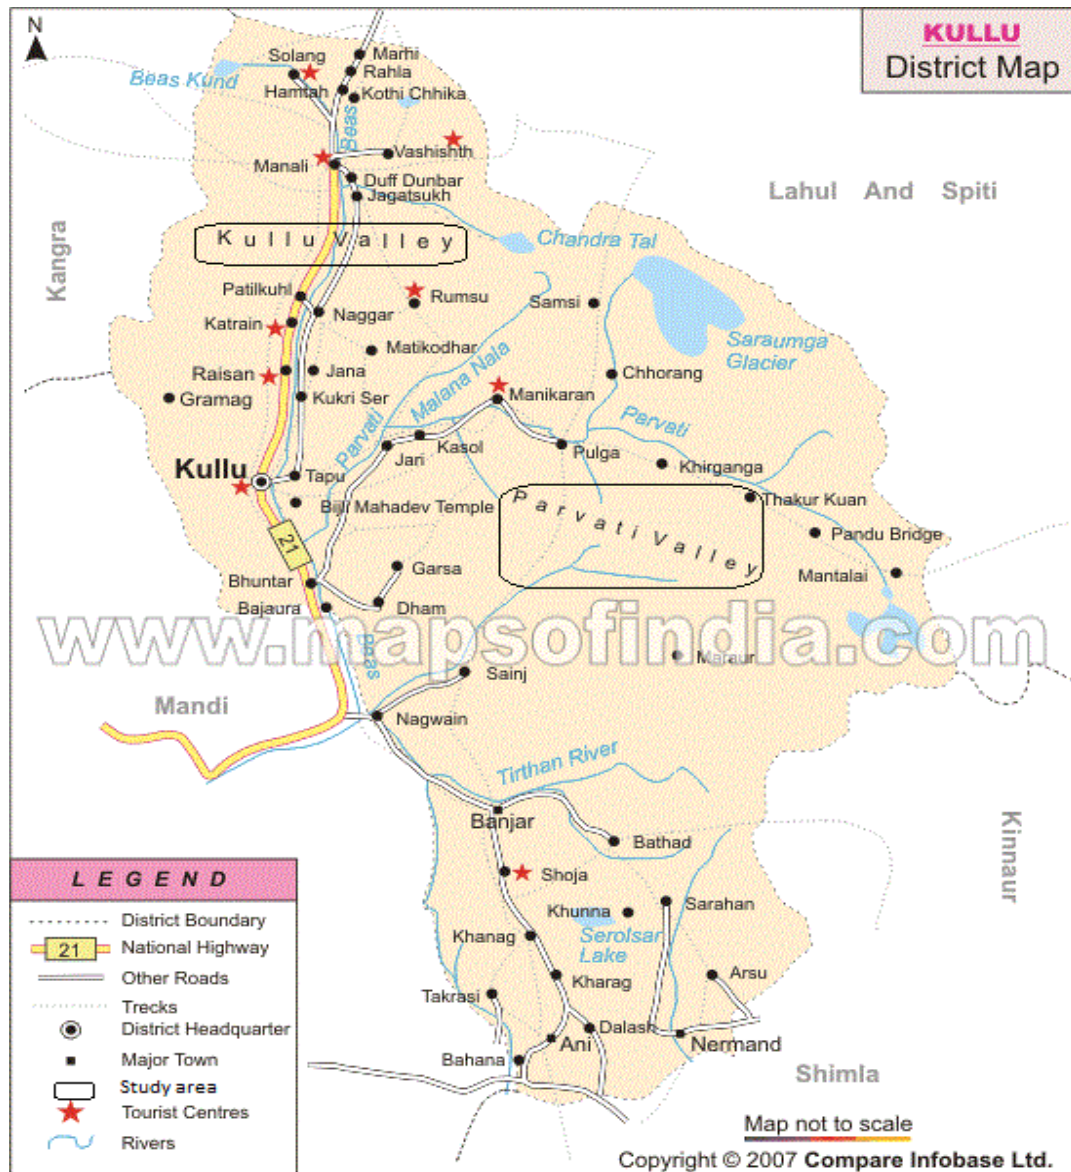 N
KULLU
District Map
Solang
Marhi
Rahla
Beas Kund
Hamtah
Kothi Chhika
Beas
Vashishth
Manali
Duff Dunbar
Jagatsukh
Lahul And Spiti
Kangra
Kullu Valley
Chandra Tal
Patilkuhl
Rumsu
Samsi
Naggar
Katrain
Saraumga
Glacier
Matikodhar
Raisan
Jana
Malana Nala
Chhorang
Gramag
Kukri Ser
Manikaran
Parvati
Parvati
Kasol
Jari
Pulga
Khirganga
Kullu
Tapu
Bijli Mahadev Temple
Thakur Kuan
Parvati Valley
21
Pandu Bridge
Garsa
Bhuntar
Mantalai
Bajaura
Dham
www.mapsofindia.com
Beas
Maraur
Sainj
Mandi
Nagwain
Tirthan River
Banjar
Kinnaur
Bathad
Shoja
Khunna
Sarahan
Serolsar
Lake
Khanag
Kharag
Arsu
Takrasi
Dalash
Ani
Nermand
Bahana
Shimla
LEGEND
District Boundary
21 National Highway
Other Roads
Trecks
District Headquarter
Major Town
Study area
Tourist Centres
Rivers
Map not to scale
Copyright © 2007 Compare Infobase Ltd.